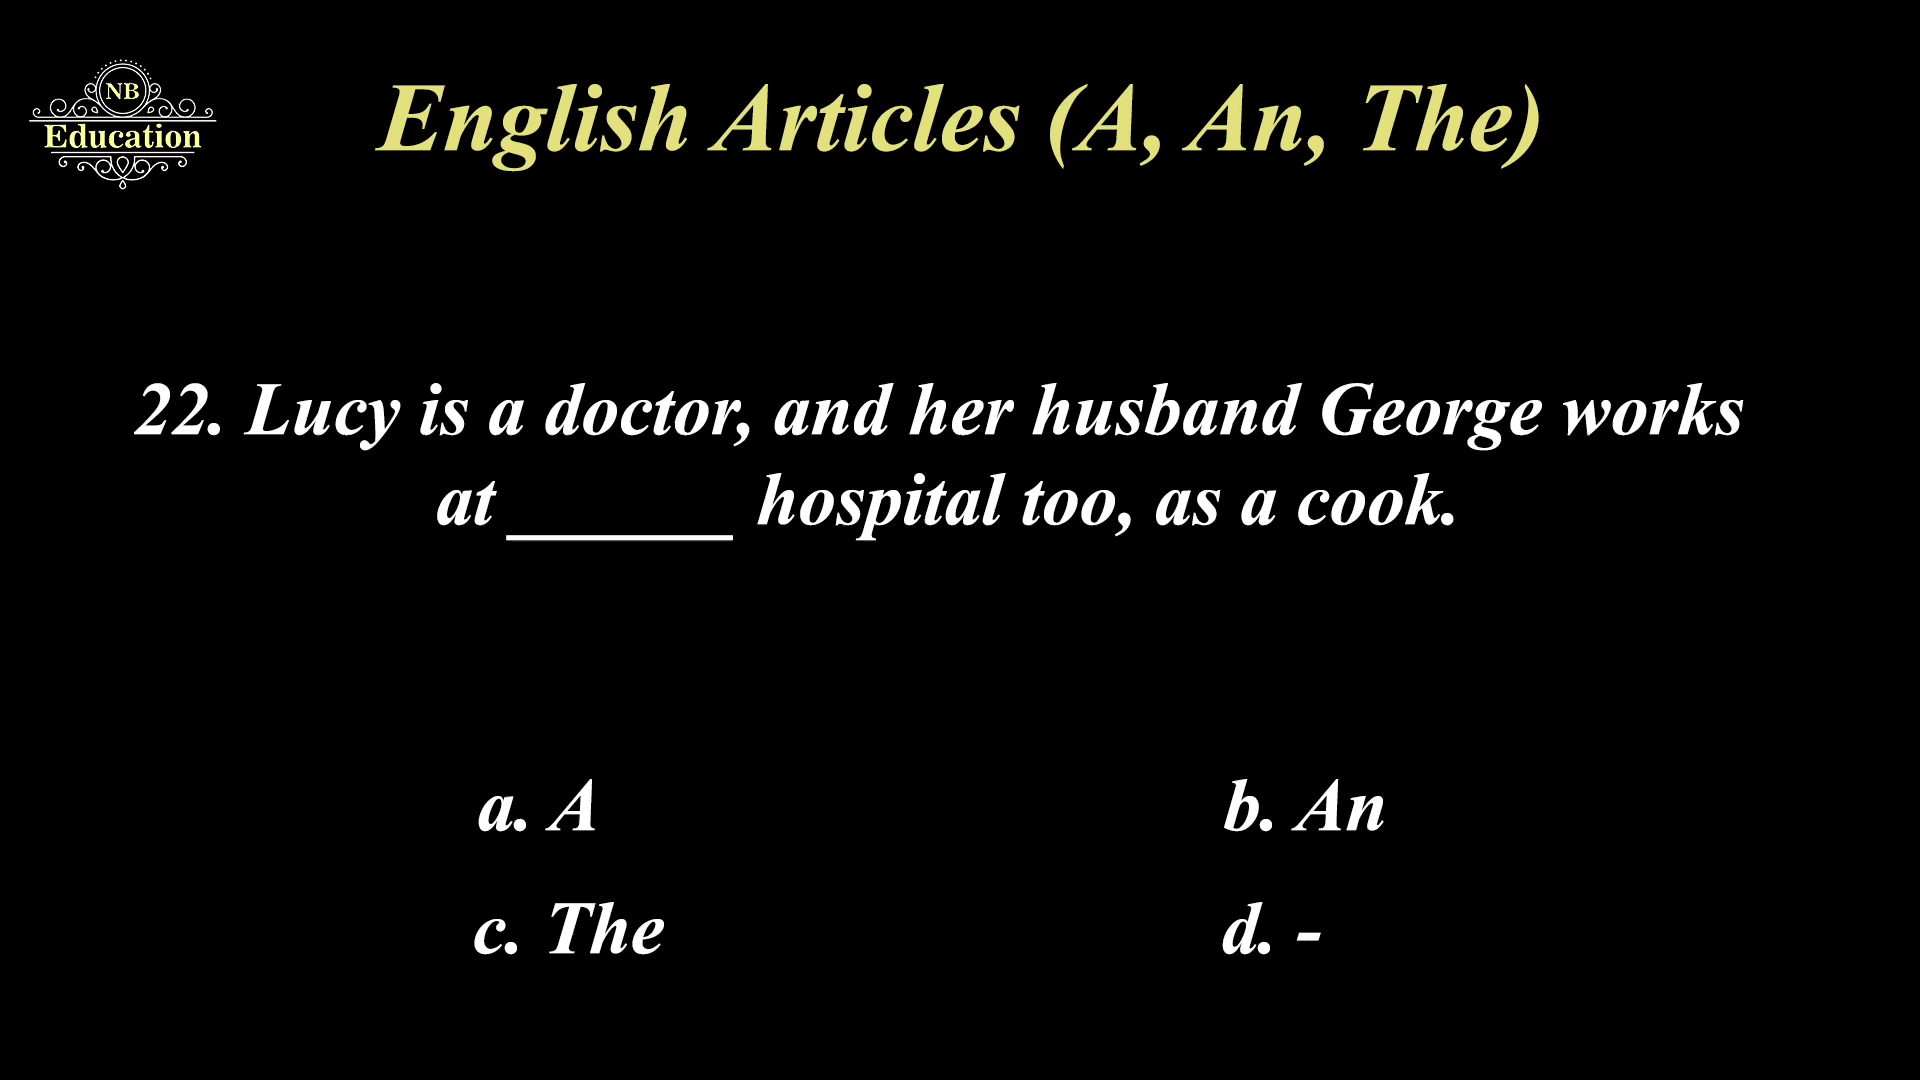 NB
Education
English Articles (A, An, The)
22. Lucy is a doctor, and her husband George works
at ______ hospital too, as a cook.
a. A
b. An
c. The
d. -